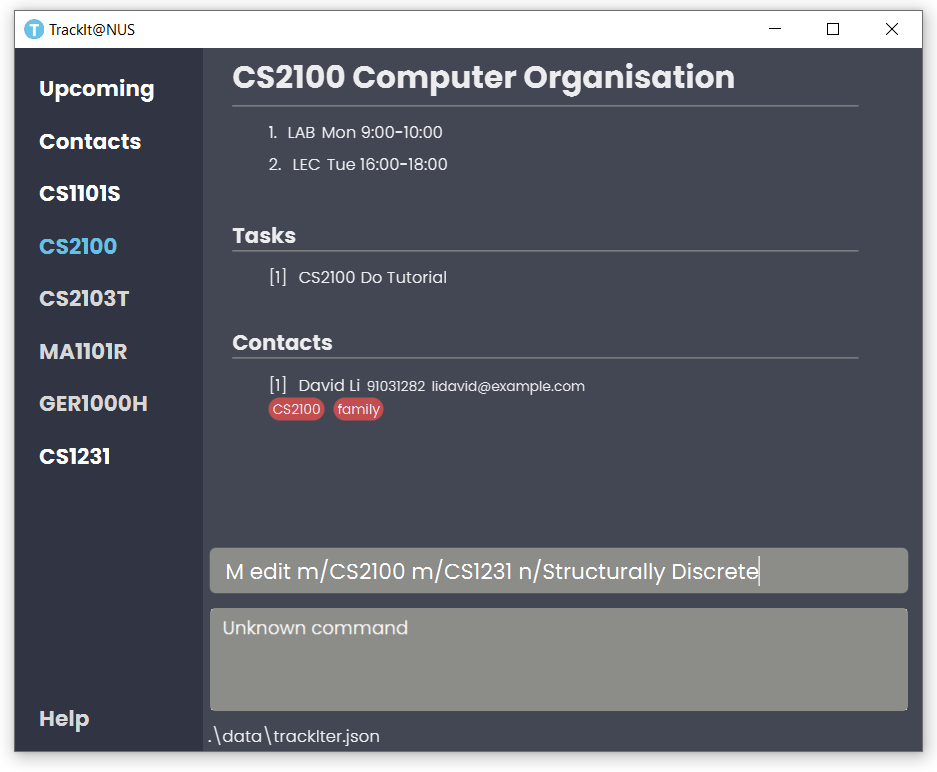 T TrackIt@NUS
Upcoming
Contacts
CS1101S
CS2100
CS2103T
MA1101R
GER1000H
CS1231
Help
CS2100 Computer Organisation
1. LAB Mon 9:00-10:00
2. LEC Tue 16:00-18:00
Tasks
[1] CS2100 Do Tutorial
Contacts
[1] David Li 91031282 lidavid@example.com
CS2100 family
M edit m/CS2100 m/CS1231 n/Structurally Discrete
Unknown command
.\data\trackIter.json